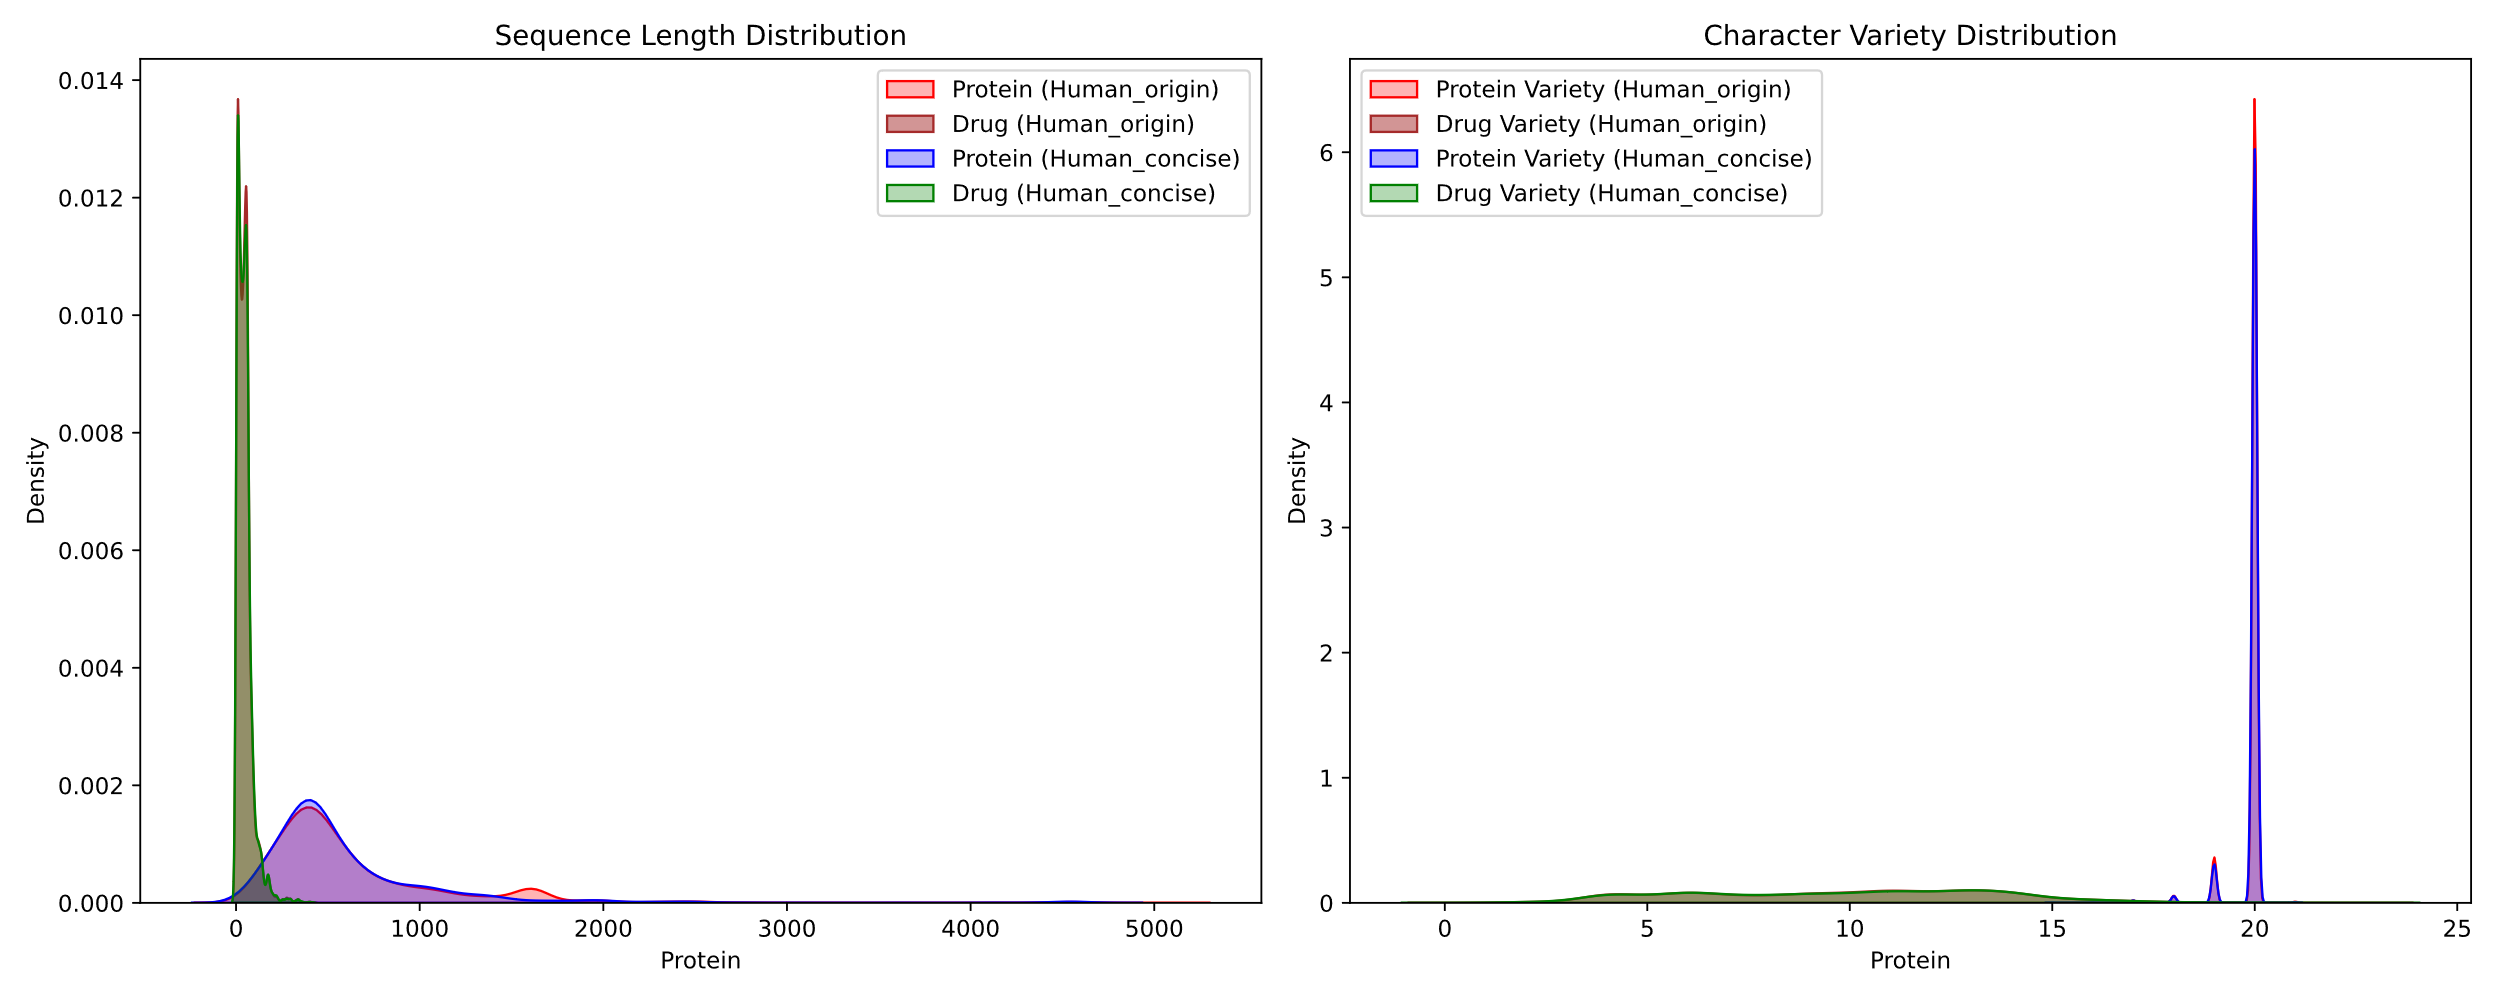 Sequence Length Distribution
Density
0.014
0.012
0.010
0.008
0.006
0.004
0.002
0.000
0
1000
2000
3000
4000
5000
Protein
Protein (Human_origin)
Drug (Human_origin)
Protein (Human_concise)
Drug (Human_concise)
Character Variety Distribution
Density
6
5
4
3
2
1
0
0
5
10
15
20
25
Protein
Protein Variety (Human_origin)
Drug Variety (Human_origin)
Protein Variety (Human_concise)
Drug Variety (Human_concise)